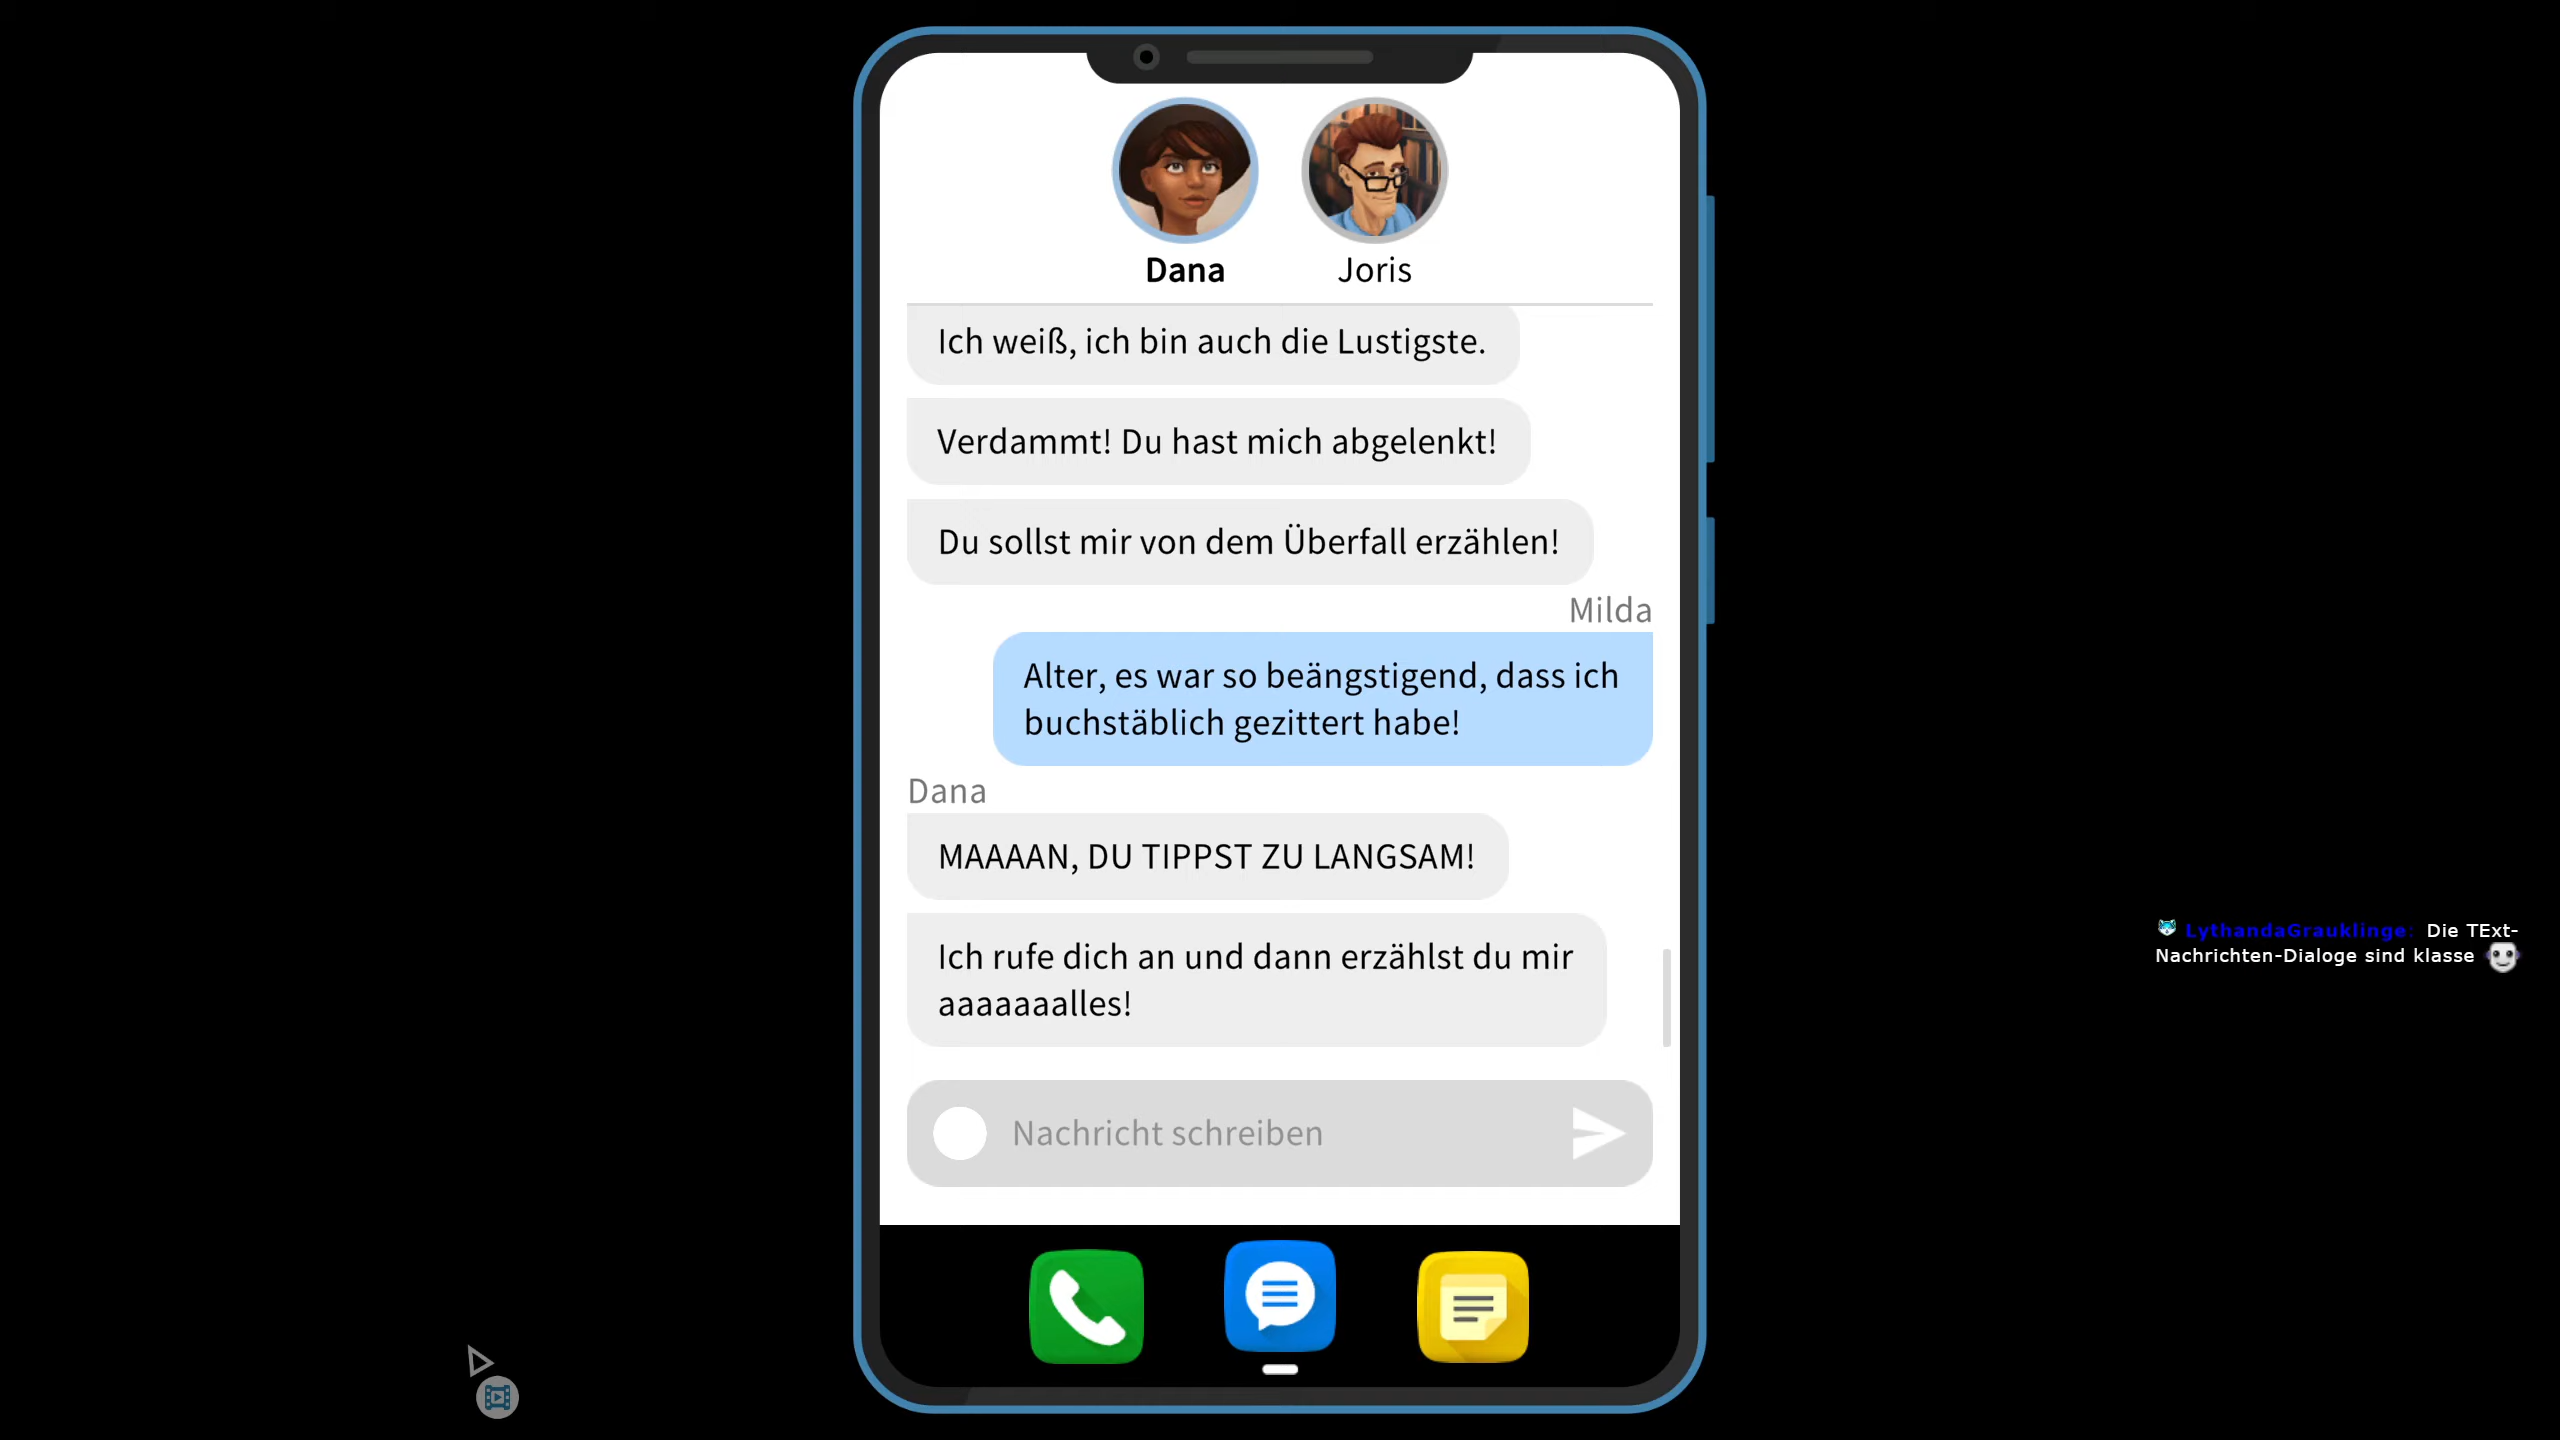 Dana
Joris
Ich weiß, ich bin auch die Lustigste.
Verdammt! Du hast mich abgelenkt!
Du sollst mir von dem Überfall erzählen!
Milda
Alter, es war so beängstigend, dass ich
buchstäblich gezittert habe!
Dana
MAAAAN, DU TIPPST ZU LANGSAM!
Ich rufe dich an und dann erzählst du mir
aaaaaaalles!
Nachricht schreiben
LythandaGrauklinge: Die TExt-
Nachrichten-Dialoge sind klasse